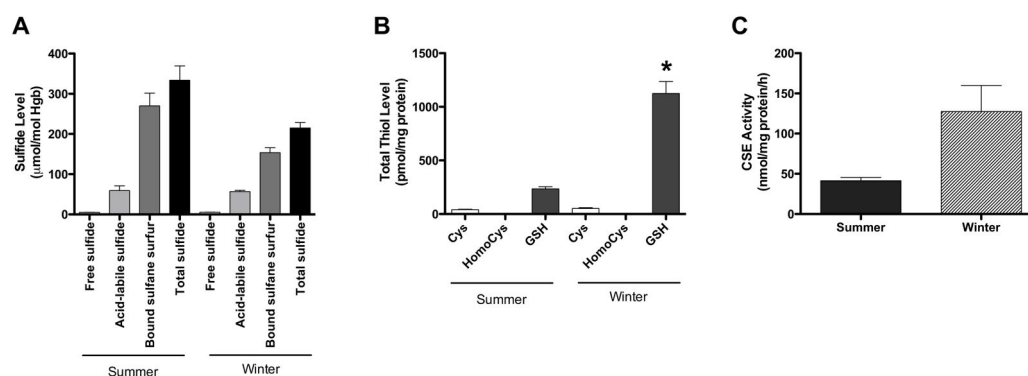 A
Sulfide Level
(μmol/mol Hgb)
400
300
200
100
0
Free sulfide
Acid-labile sulfide
Bound sulfane surfur
Total sulfide
Free sulfide
Acid-labile sulfide
Bound sulfane surfur
Total sulfide
Summer
Winter
B
Total Thiol Level
(pmol/mg protein)
1500
1000
500
0
*
Cys
HomoCys
GSH
Cys
HomoCys
GSH
Summer
Winter
C
CSE Activity
(nmol/mg protein/h)
200
150
100
50
0
Summer
Winter